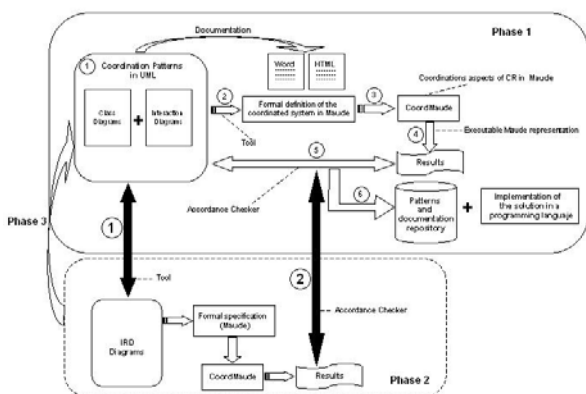 Documentation
Phase 1
1
Coordination Patterns
in UML
Word
HTML
Coordinations aspects of CR in Maude
Class
Diagrams
+
Interaction
Diagrams
2
Formal definition of the
coordinated system in Maude
3
CoordMaude
Tool
4
Executable Maude representation
5
Results
Accordance Checker
6
Patterns
and
documentation
repository
+
Implementation of
the solution in a
programming language
Phase 3
1
Tool
2
Accordance Checker
IRD
Diagrams
Formal specification
(Maude)
CoordMaude
Results
Phase 2